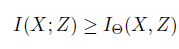 I(X; Z) ≥ I_Θ(X, Z)